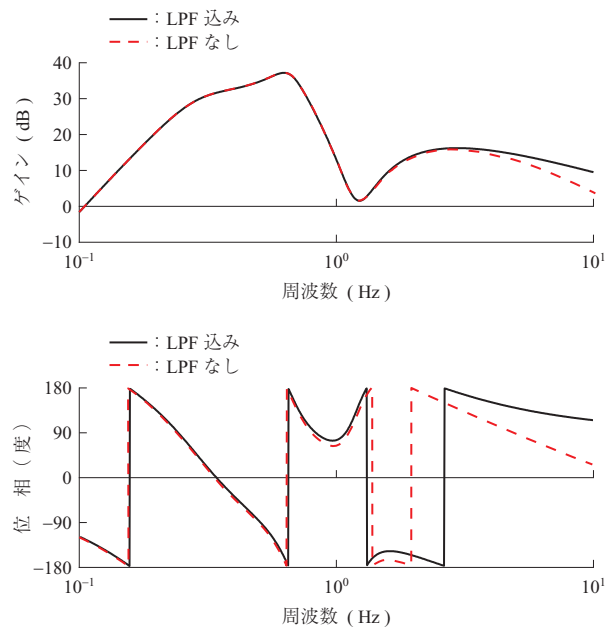 : LPF 込み
: LPF なし
40
30
20
10
0
−10
ゲイン ( dB )
10⁻¹
10⁰
10¹
周波数 ( Hz )
: LPF 込み
: LPF なし
180
90
0
−90
−180
位 相 ( 度 )
10⁻¹
10⁰
10¹
周波数 ( Hz )